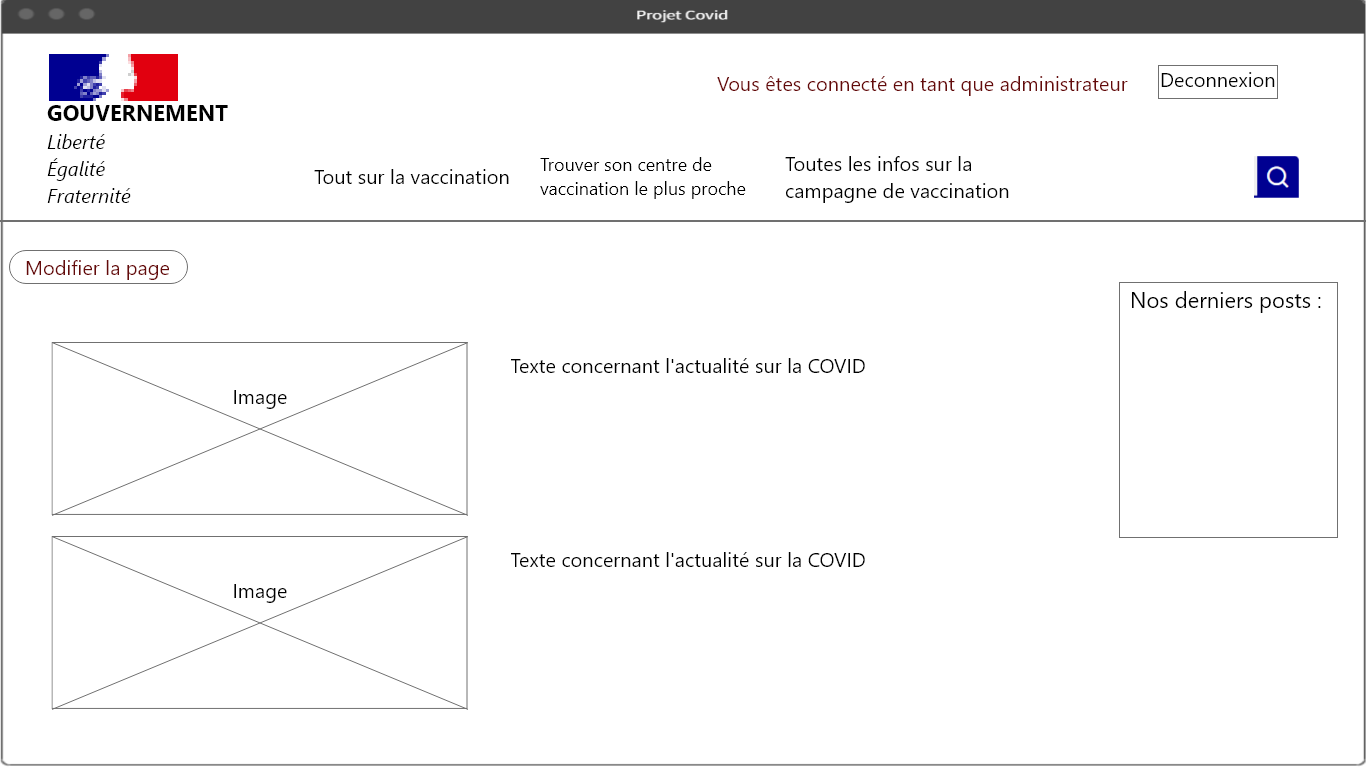 Projet Covid
GOUVERNEMENT
Liberté
Égalité
Fraternité
Vous êtes connecté en tant que administrateur
Deconnexion
Tout sur la vaccination
Trouver son centre de
vaccination le plus proche
Toutes les infos sur la
campagne de vaccination
Modifier la page
Nos derniers posts :
Image
Texte concernant l'actualité sur la COVID
Image
Texte concernant l'actualité sur la COVID